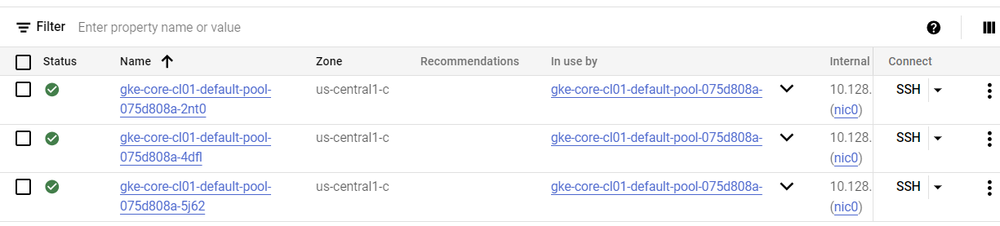 Filter Enter property name or value
Status Name Zone Recommendations In use by Internal Connect
gke-core-cl01-default-pool- us-central1-c gke-core-cl01-default-pool-075d808a- 10.128. SSH
075d808a-2nt0 (nic0)
gke-core-cl01-default-pool- us-central1-c gke-core-cl01-default-pool-075d808a- 10.128. SSH
075d808a-4dfl (nic0)
gke-core-cl01-default-pool- us-central1-c gke-core-cl01-default-pool-075d808a- 10.128. SSH
075d808a-5j62 (nic0)